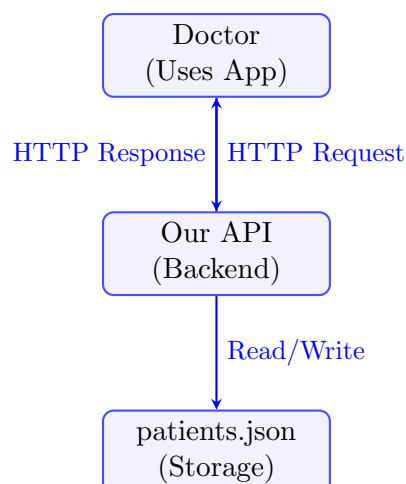 Doctor
(Uses App)
HTTP Response
HTTP Request
Our API
(Backend)
Read/Write
patients.json
(Storage)